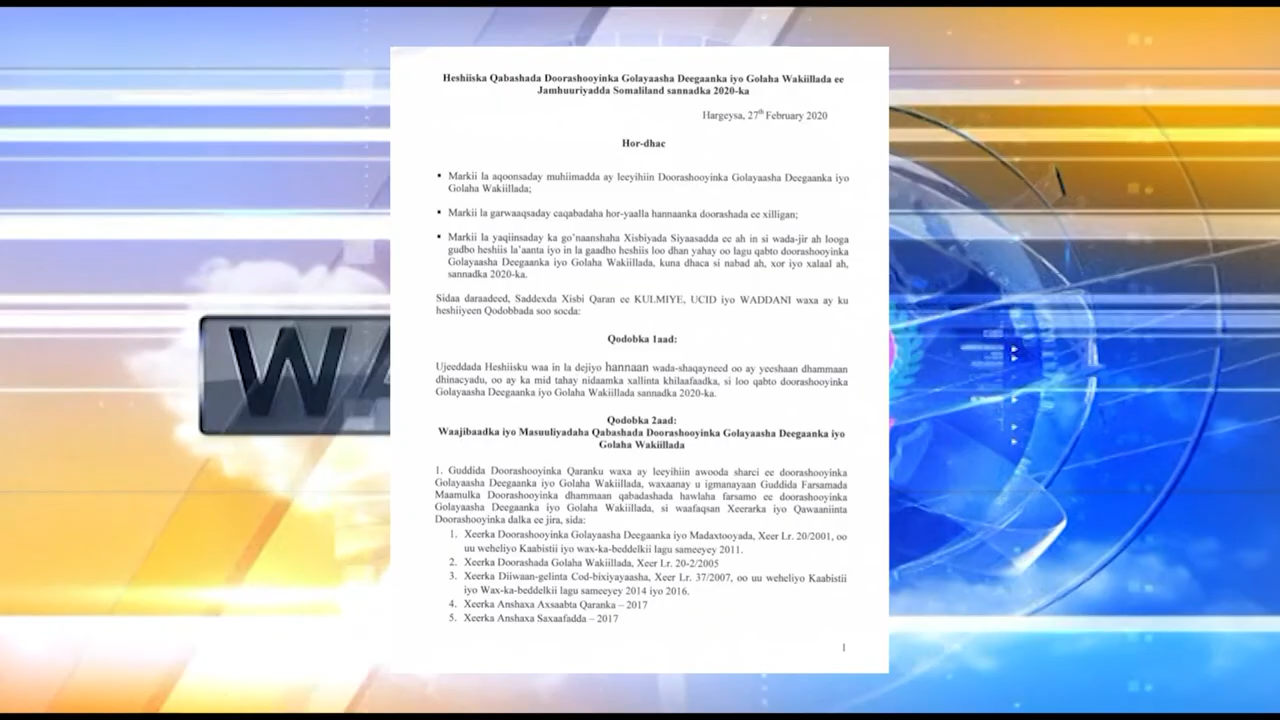 Heshiiska Qabashada Doorashooyinka Golayaasha Deegaanka iyo Golaha Wakiillada ee
Jamhuuriyadda Somaliland sannadka 2020-ka
Hargeysa, 27th February 2020
Hor-dhac
▪ Markii la aqoonsaday muhiimadda ay leeyihiin Doorashooyinka Golayaasha Deegaanka iyo
Golaha Wakiillada;
▪ Markii la garwaaqsaday caqabadaha hor-yaalla hannaanka doorashada ee xilligan;
▪ Markii la yaqiinsaday ka go'naanshaha Xisbiyada Siyaasadda ee ah in si wada-jir ah looga
gudbo heshiis la'aanta iyo in la gaadho heshiis loo dhan yahay oo lagu qabto doorashooyinka
Golayaasha Deegaanka iyo Golaha Wakiillada, kuna dhaca si nabad ah, xor iyo xalaal ah,
sannadka 2020-ka.
Sidaa daraadeed, Saddexda Xisbi Qaran ee KULMIYE, UCID iyo WADDANI waxa ay ku
heshiiyeen Qodobbada soo socda:
Qodobka 1aad:
Ujeeddada Heshiisku waa in la dejiyo hannaan wada-shaqayneed oo ay yeeshaan dhammaan
dhinacyadu, oo ay ka mid tahay nidaamka xallinta khilaafaadka, si loo qabto doorashooyinka
Golayaasha Deegaanka iyo Golaha Wakiillada sannadka 2020-ka.
Qodobka 2aad:
Waajibaadka iyo Masuuliyadaha Qabashada Doorashooyinka Golayaasha Deegaanka iyo
Golaha Wakiillada
1. Guddida Doorashooyinka Qaranku waxa ay leeyihiin awooda sharci ee doorashooyinka
Golayaasha Deegaanka iyo Golaha Wakiillada, waxaanay u igmanayaan Guddida Farsamada
Maamulka Doorashooyinka dhammaan qabadashada hawlaha farsamo ee doorashooyinka
Golayaasha Deegaanka iyo Golaha Wakiillada, si waafaqsan Xeerarka iyo Qawaaniinta
Doorashooyinka dalka ee jira, sida:
1. Xeerka Doorashooyinka Golayaasha Deegaanka iyo Madaxtooyada, Xeer Lr. 20/2001, oo
uu weheliyo Kaabistii iyo wax-ka-beddelkii lagu sameeyey 2011.
2. Xeerka Doorashada Golaha Wakiillada, Xeer Lr. 20-2/2005
3. Xeerka Diiwaan-gelinta Cod-bixiyayaasha, Xeer Lr. 37/2007, oo uu weheliyo Kaabistii
iyo Wax-ka-beddelkii lagu sameeyey 2014 iyo 2016.
4. Xeerka Anshaxa Axsaabta Qaranka – 2017
5. Xeerka Anshaxa Saxaafadda – 2017
1
WA